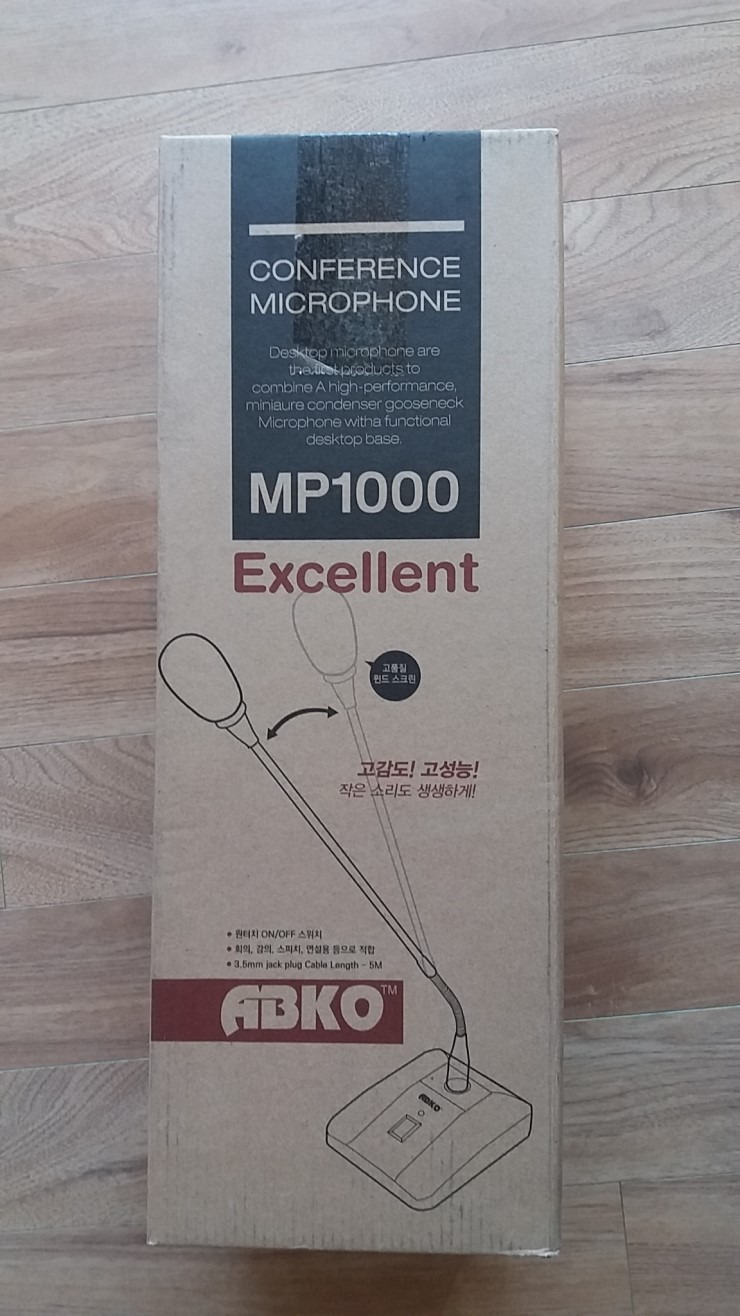 CONFERENCE
MICROPHONE
Desktop microphone are
the first products to
combine A high-performance,
miniaure condenser gooseneck
Microphone witha functional
desktop base.
MP1000
Excellent
고품질
윈드 스크린
고감도! 고성능!
작은 소리도 생생하게!
• 원터치 ON/OFF 스위치
• 회의, 강의, 스피치, 연설용 등으로 적합
• 3.5mm jack plug Cable Length - 5M
ABKO™
ABKO